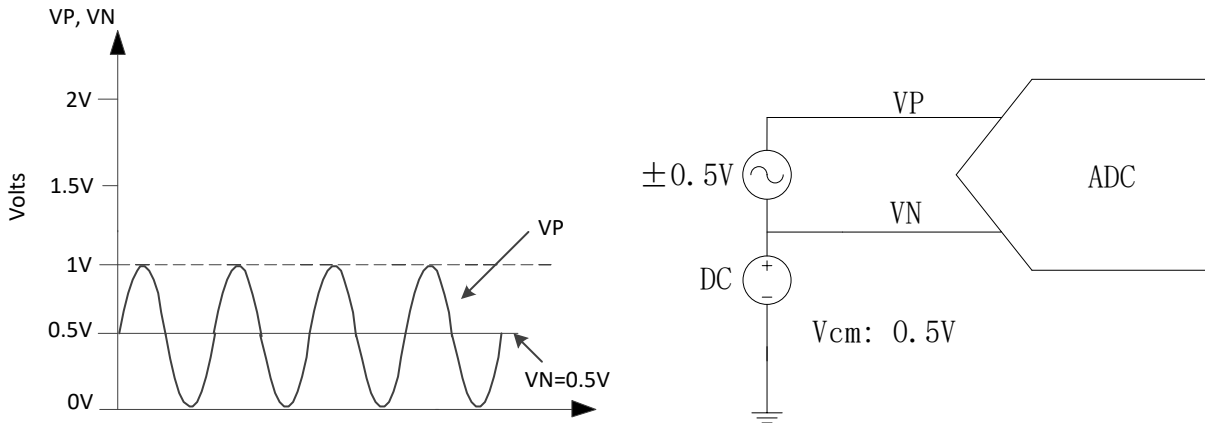 VP, VN
2V
1.5V
1V
0.5V
0V
Volts
VP
VN=0.5V
VP
±0.5V
VN
DC
+
−
Vcm: 0.5V
ADC